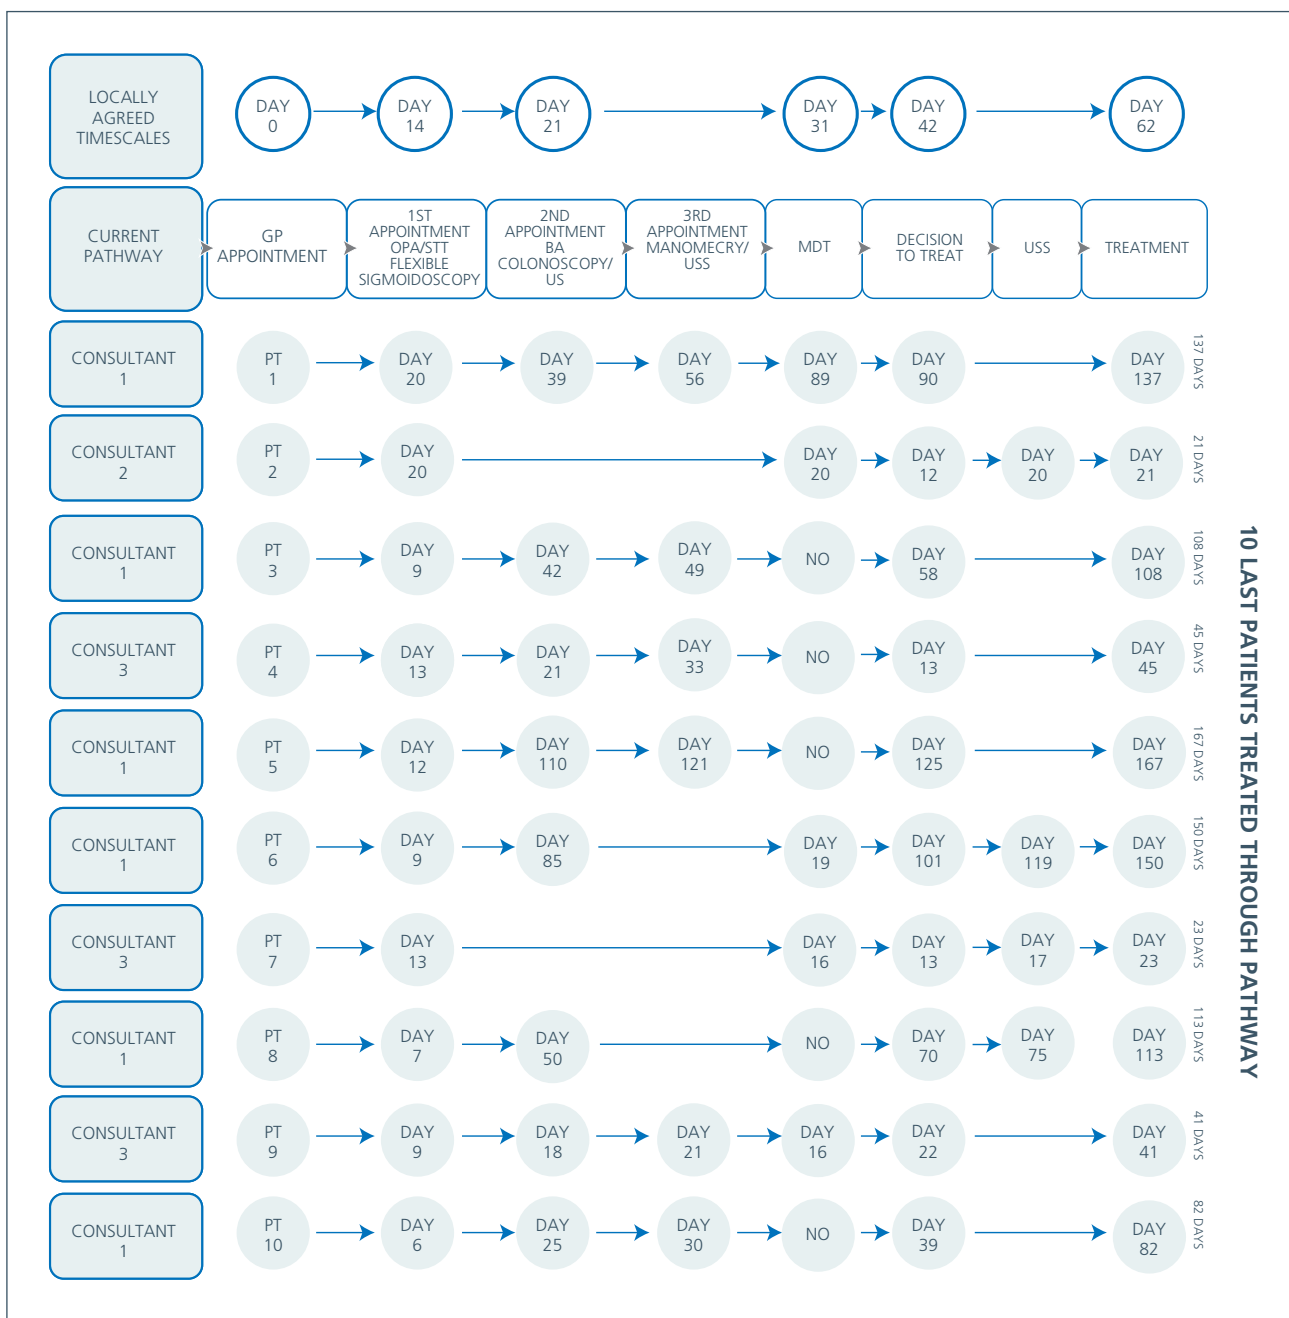 LOCALLY
AGREED
TIMESCALES
DAY
0
DAY
14
DAY
21
DAY
31
DAY
42
DAY
62
CURRENT
PATHWAY
GP
APPOINTMENT
1ST
APPOINTMENT
OPA/STT
FLEXIBLE
SIGMOIDOSCOPY
2ND
APPOINTMENT
BA
COLONOSCOPY/
US
3RD
APPOINTMENT
MANOMECRY/
USS
MDT
DECISION
TO TREAT
USS
TREATMENT
CONSULTANT
1
PT
1
DAY
20
DAY
39
DAY
56
DAY
89
DAY
90
DAY
137
137 DAYS
CONSULTANT
2
PT
2
DAY
20
DAY
20
DAY
12
DAY
20
DAY
21
21 DAYS
CONSULTANT
1
PT
3
DAY
9
DAY
42
DAY
49
NO
DAY
58
DAY
108
108 DAYS
CONSULTANT
3
PT
4
DAY
13
DAY
21
DAY
33
NO
DAY
13
DAY
45
45 DAYS
CONSULTANT
1
PT
5
DAY
12
DAY
110
DAY
121
NO
DAY
125
DAY
167
167 DAYS
CONSULTANT
1
PT
6
DAY
9
DAY
85
DAY
19
DAY
101
DAY
119
DAY
150
150 DAYS
CONSULTANT
3
PT
7
DAY
13
DAY
16
DAY
13
DAY
17
DAY
23
23 DAYS
CONSULTANT
1
PT
8
DAY
7
DAY
50
NO
DAY
70
DAY
75
DAY
113
113 DAYS
CONSULTANT
3
PT
9
DAY
9
DAY
18
DAY
21
DAY
16
DAY
22
DAY
41
41 DAYS
CONSULTANT
1
PT
10
DAY
6
DAY
25
DAY
30
NO
DAY
39
DAY
82
82 DAYS
10 LAST PATIENTS TREATED THROUGH PATHWAY